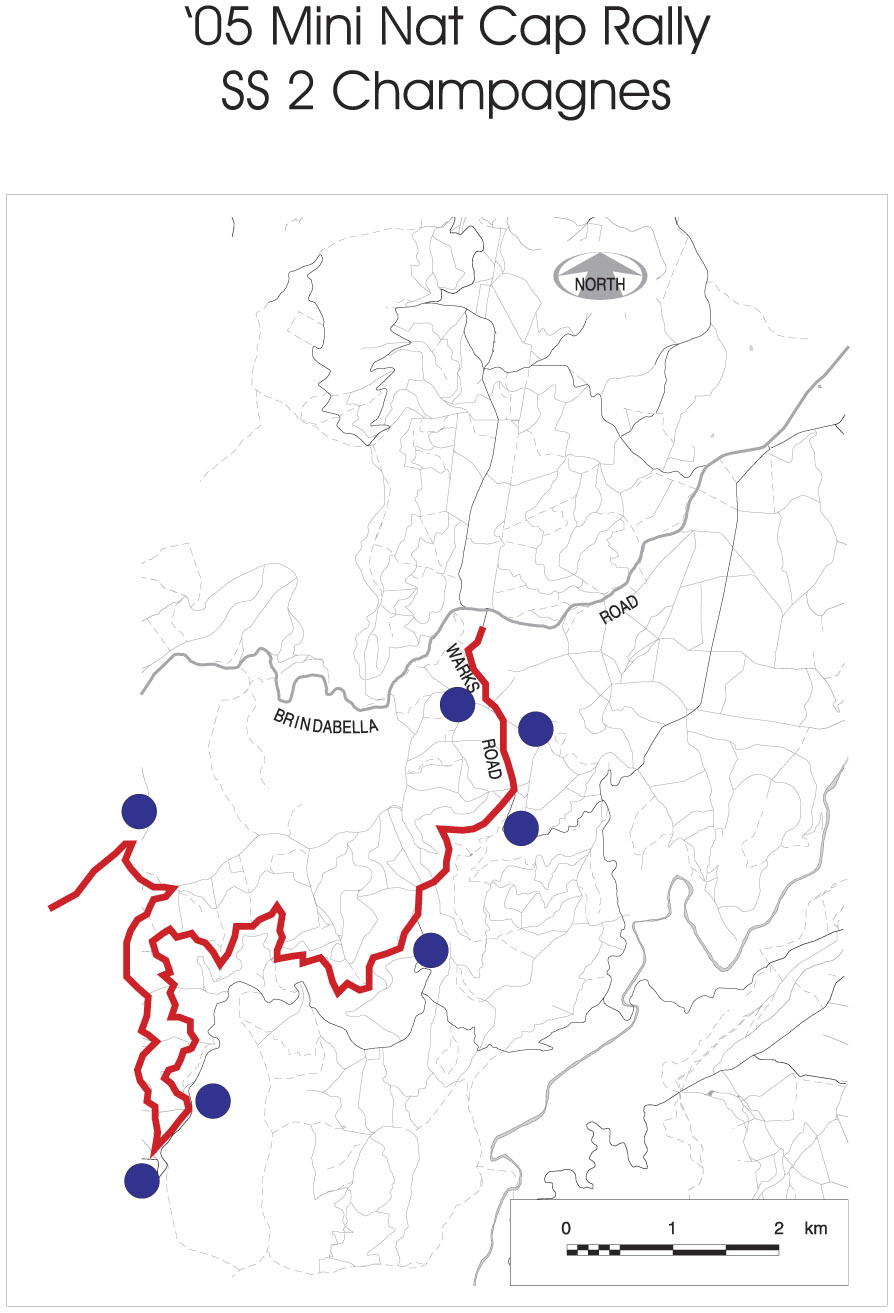 ‘05 Mini Nat Cap Rally
SS 2 Champagnes
NORTH
ROAD
WARKS
BRINDABELLA
ROAD
0 1 2 km